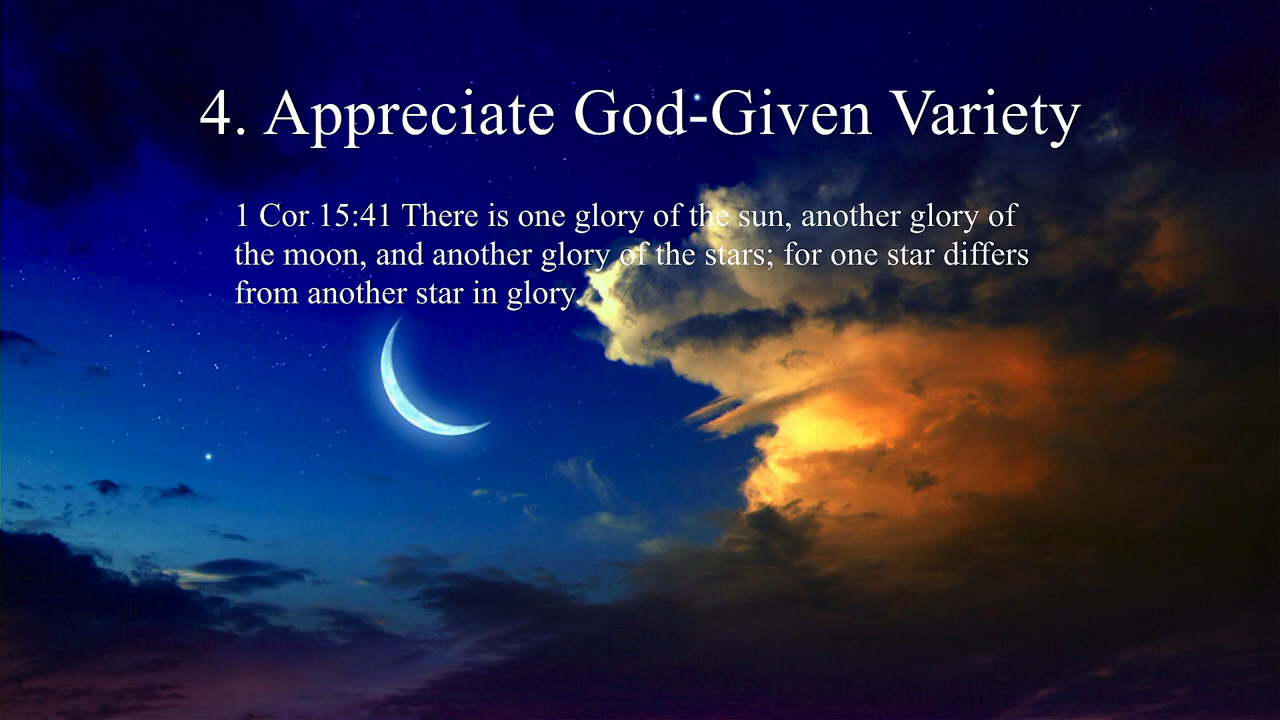 4. Appreciate God-Given Variety
1 Cor 15:41 There is one glory of the sun, another glory of
the moon, and another glory of the stars; for one star differs
from another star in glory.